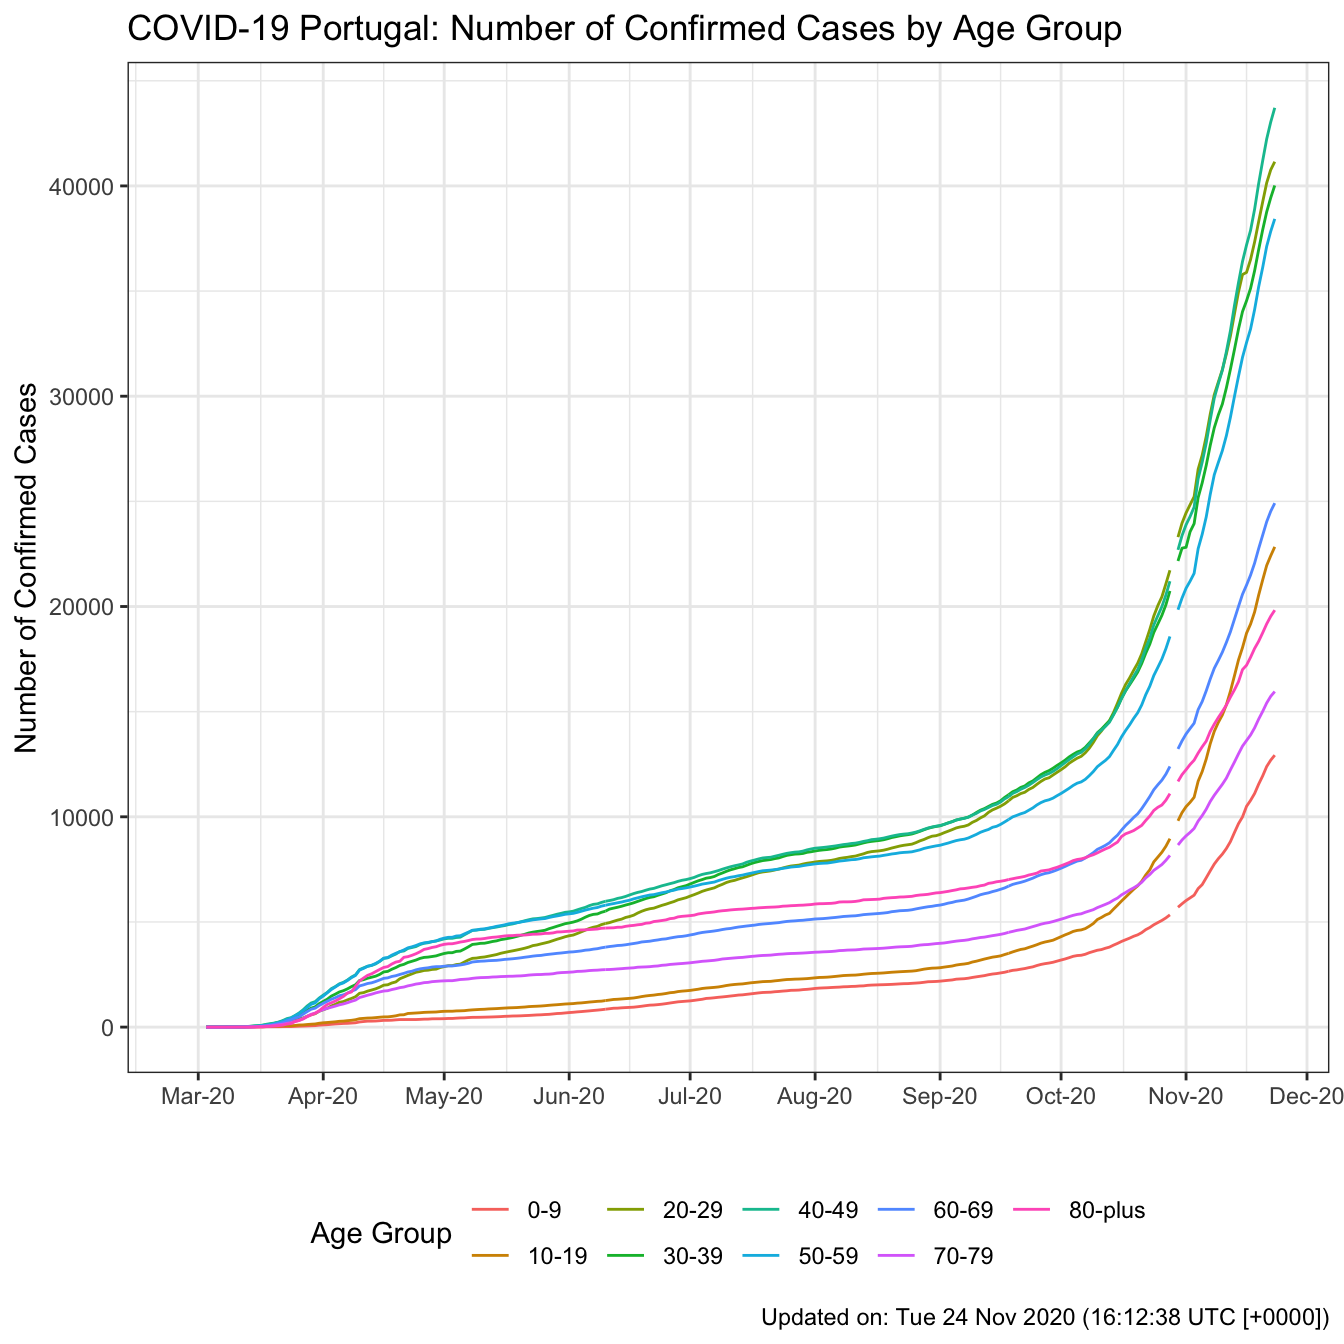 COVID-19 Portugal: Number of Confirmed Cases by Age Group
Number of Confirmed Cases
40000
30000
20000
10000
0
Mar-20 Apr-20 May-20 Jun-20 Jul-20 Aug-20 Sep-20 Oct-20 Nov-20 Dec-20
Age Group
0-9 20-29 40-49 60-69 80-plus
10-19 30-39 50-59 70-79
Updated on: Tue 24 Nov 2020 (16:12:38 UTC [+0000])